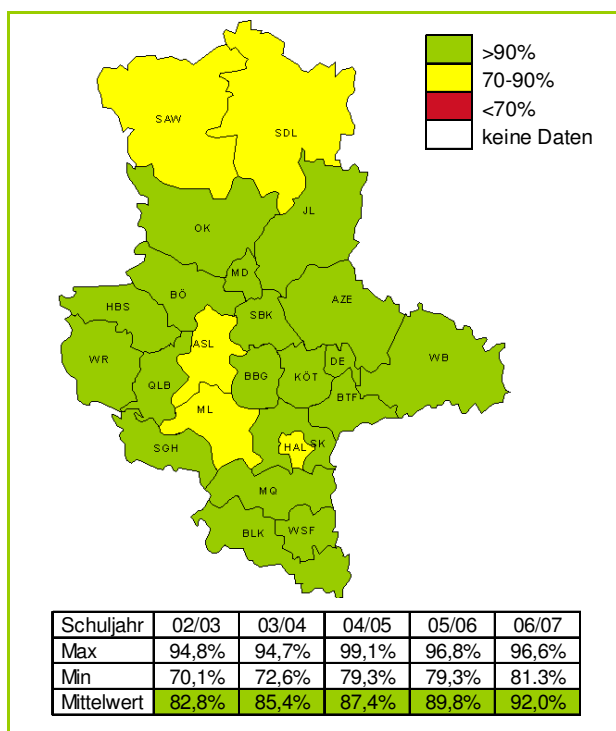 >90%
70-90%
<70%
keine Daten
SAW
SDL
JL
OK
MD
BÖ
AZE
HBS
SBK
ASL
WR
DE
WB
QLB
BBG
KÖT
BTF
ML
SGH
HAL
SK
MQ
BLK
WSF
Schuljahr 02/03 03/04 04/05 05/06 06/07
Max 94,8% 94,7% 99,1% 96,8% 96,6%
Min 70,1% 72,6% 79,3% 79,3% 81.3%
Mittelwert 82,8% 85,4% 87,4% 89,8% 92,0%